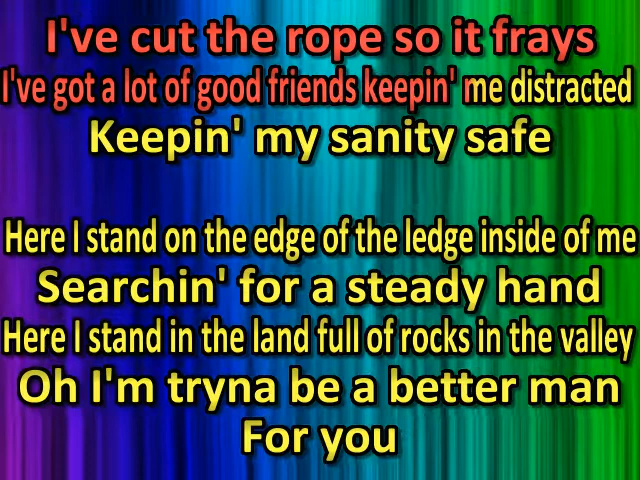 I've cut the rope so it frays
I've got a lot of good friends keepin' me distracted
Keepin' my sanity safe
Here I stand on the edge of the ledge inside of me
Searchin' for a steady hand
Here I stand in the land full of rocks in the valley
Oh I'm tryna be a better man
For you